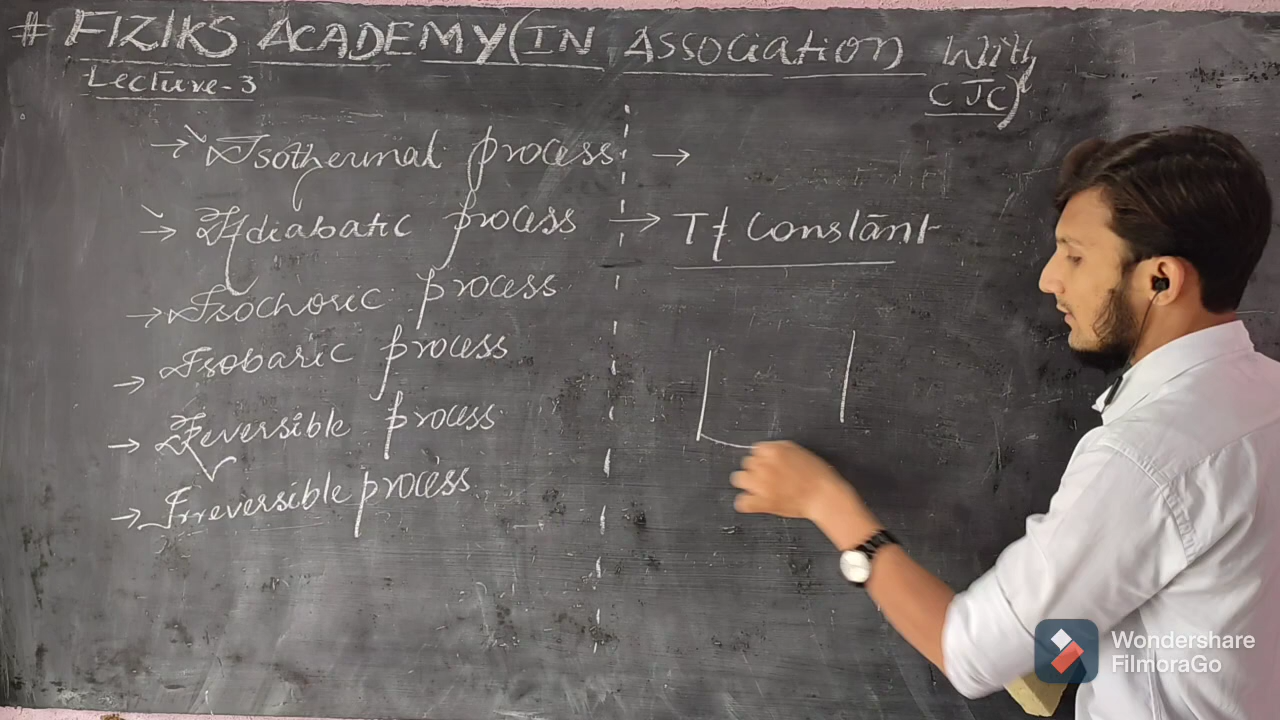 # FIZIKS ACADEMY (IN ASSOCIATION With CJC)
Lecture-3
→ Isothermal process →
→ Adiabatic process → T ≠ Constant
→ Isochoric process
→ Isobaric process
→ Reversible process
→ Irreversible process
Wondershare
FilmoraGo